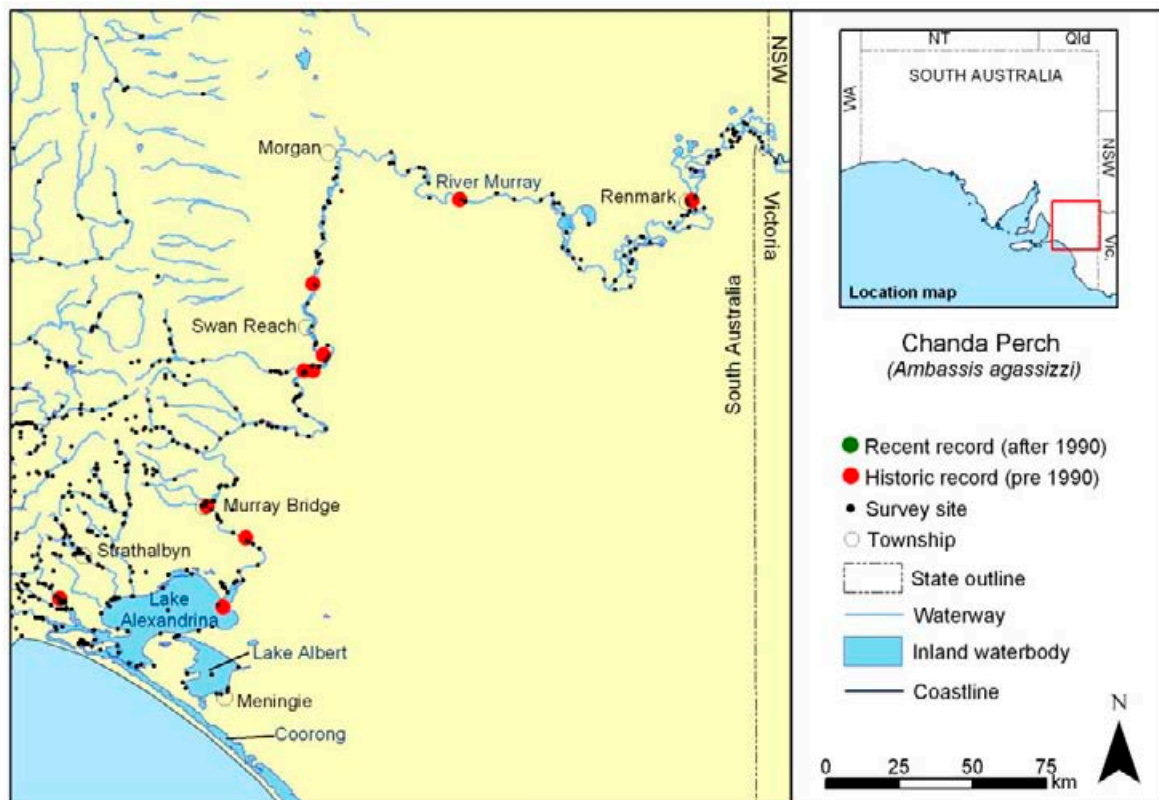 NSW
Morgan
River Murray
Renmark
Victoria
Swan Reach
South Australia
Murray Bridge
Strathalbyn
Lake
Alexandrina
Lake Albert
Meningie
Coorong
NT
Qld
SOUTH AUSTRALIA
WA
NSW
Vic.
Location map
Chanda Perch
(Ambassis agassizzi)
Recent record (after 1990)
Historic record (pre 1990)
Survey site
Township
State outline
Waterway
Inland waterbody
Coastline
N
0 25 50 75
km